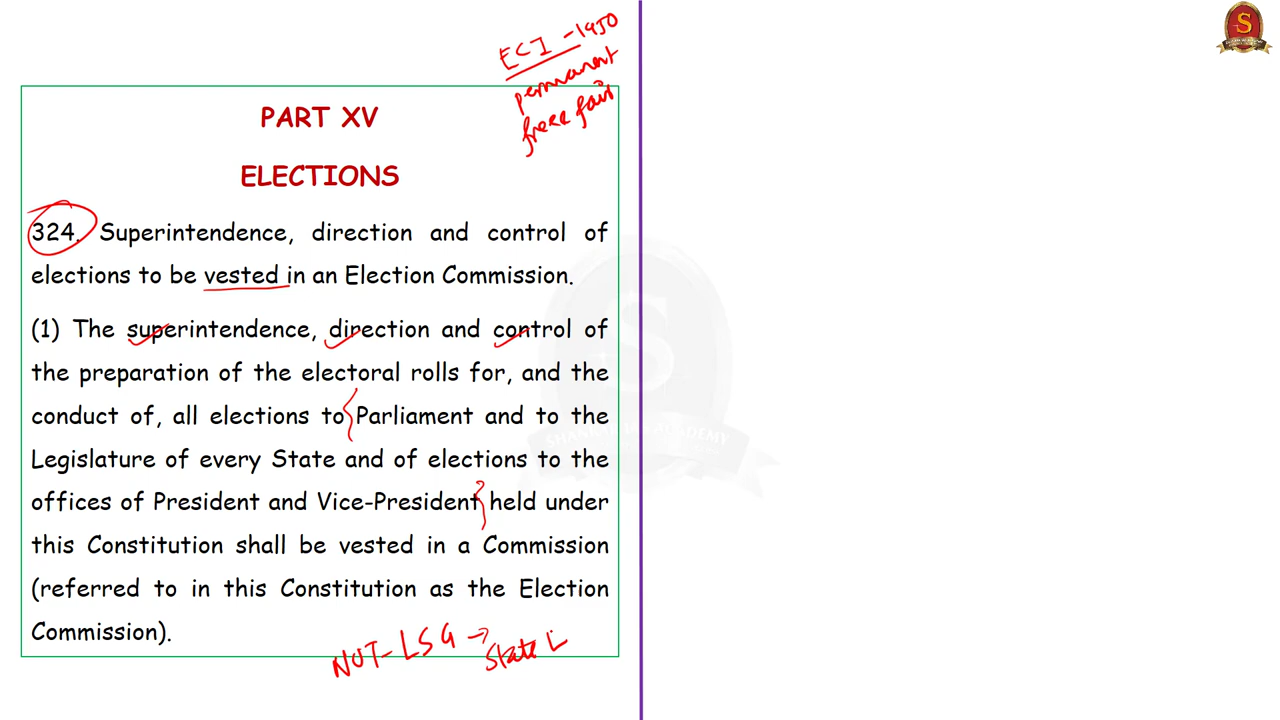 ECI - 1950
permanent
free fair
PART XV
ELECTIONS
324. Superintendence, direction and control of
elections to be vested in an Election Commission.
(1) The superintendence, direction and control of
the preparation of the electoral rolls for, and the
conduct of, all elections to Parliament and to the
Legislature of every State and of elections to the
offices of President and Vice-President held under
this Constitution shall be vested in a Commission
(referred to in this Constitution as the Election
Commission).
NOT - LSG → State
S